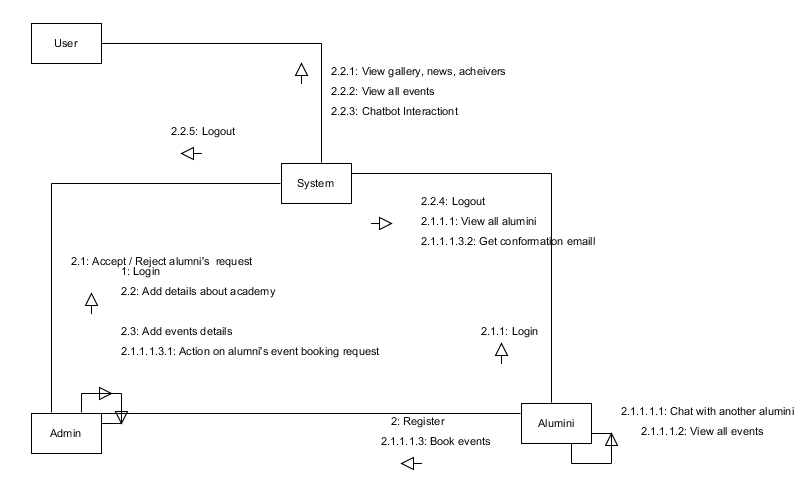 User
2.2.1: View gallery, news, acheivers
2.2.2: View all events
2.2.3: Chatbot Interactiont
2.2.5: Logout
System
2.2.4: Logout
2.1.1.1: View all alumini
2.1.1.1.3.2: Get conformation emaill
2.1: Accept / Reject alumni's request
1: Login
2.2: Add details about academy
2.3: Add events details
2.1.1.1.3.1: Action on alumni's event booking request
2.1.1: Login
Admin
2: Register
2.1.1.1.3: Book events
Alumini
2.1.1.1.1: Chat with another alumini
2.1.1.1.2: View all events